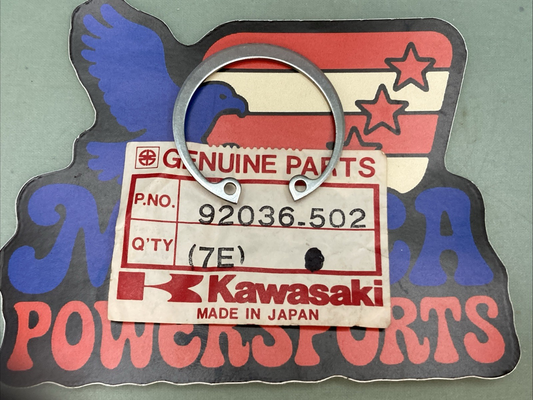 GENUINE PARTS
P.NO. 92036-502
Q'TY (7E)
Kawasaki
MADE IN JAPAN
POWERSPORTS